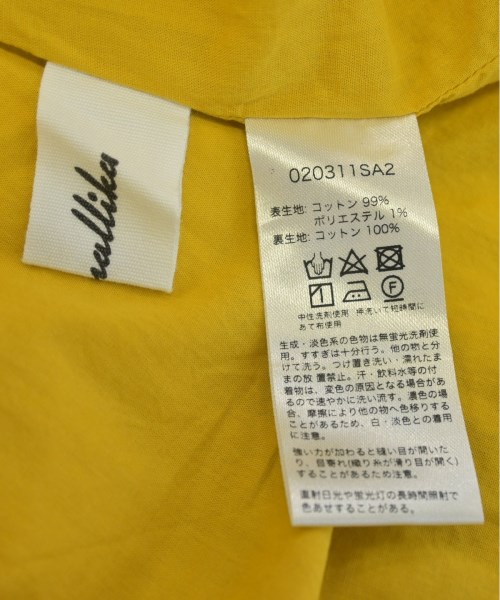 mallika
020311SA2
表生地: コットン 99%
ポリエステル 1%
裏生地: コットン 100%
F
中性洗剤使用 押洗いで短時間に
あて布使用
生成・淡色系の色物は無蛍光洗剤使
用。すすぎは十分行う。他の物と分
けて洗う。つけ置き洗い・濡れたま
まの放置禁止。汗・飲料水等の付
着物は、変色の原因となる場合があ
るので速やかに洗い流す。濃色の場
合、摩擦により他の物へ色移りする
ことがあるため、白・淡色との着用
に注意。
強い力が加わると縫い目が開いた
り、目寄れ(織り糸が滑り目が開く)
することがあるため注意。
直射日光や蛍光灯の長時間照射で
色あせすることがある。